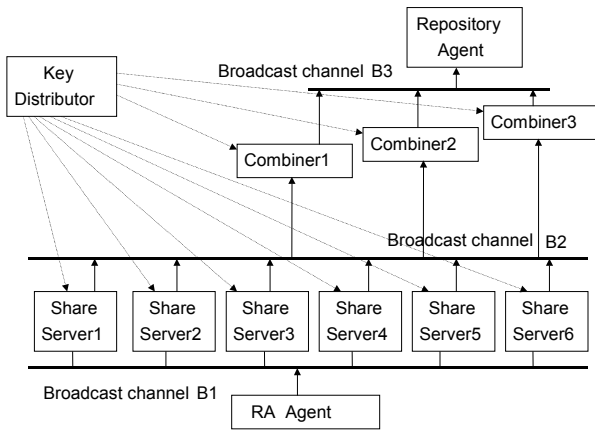 Repository
Agent
Broadcast channel B3
Key
Distributor
Combiner3
Combiner2
Combiner1
Broadcast channel B2
Share
Server1
Share
Server2
Share
Server3
Share
Server4
Share
Server5
Share
Server6
Broadcast channel B1
RA Agent